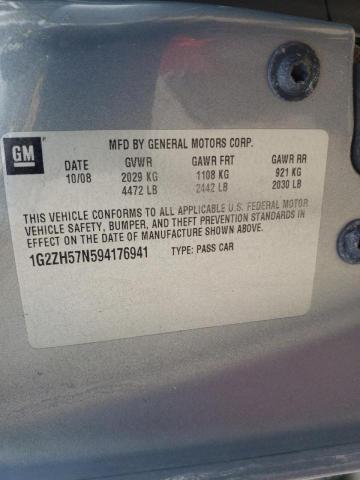 GM
MFD BY GENERAL MOTORS CORP.
DATE GVWR GAWR FRT GAWR RR
10/08 2029 KG 1108 KG 921 KG
4472 LB 2442 LB 2030 LB
THIS VEHICLE CONFORMS TO ALL APPLICABLE U.S. FEDERAL MOTOR
VEHICLE SAFETY, BUMPER, AND THEFT PREVENTION STANDARDS IN
EFFECT ON THE DATE OF MANUFACTURE SHOWN ABOVE.
1G2ZH57N594176941 TYPE: PASS CAR